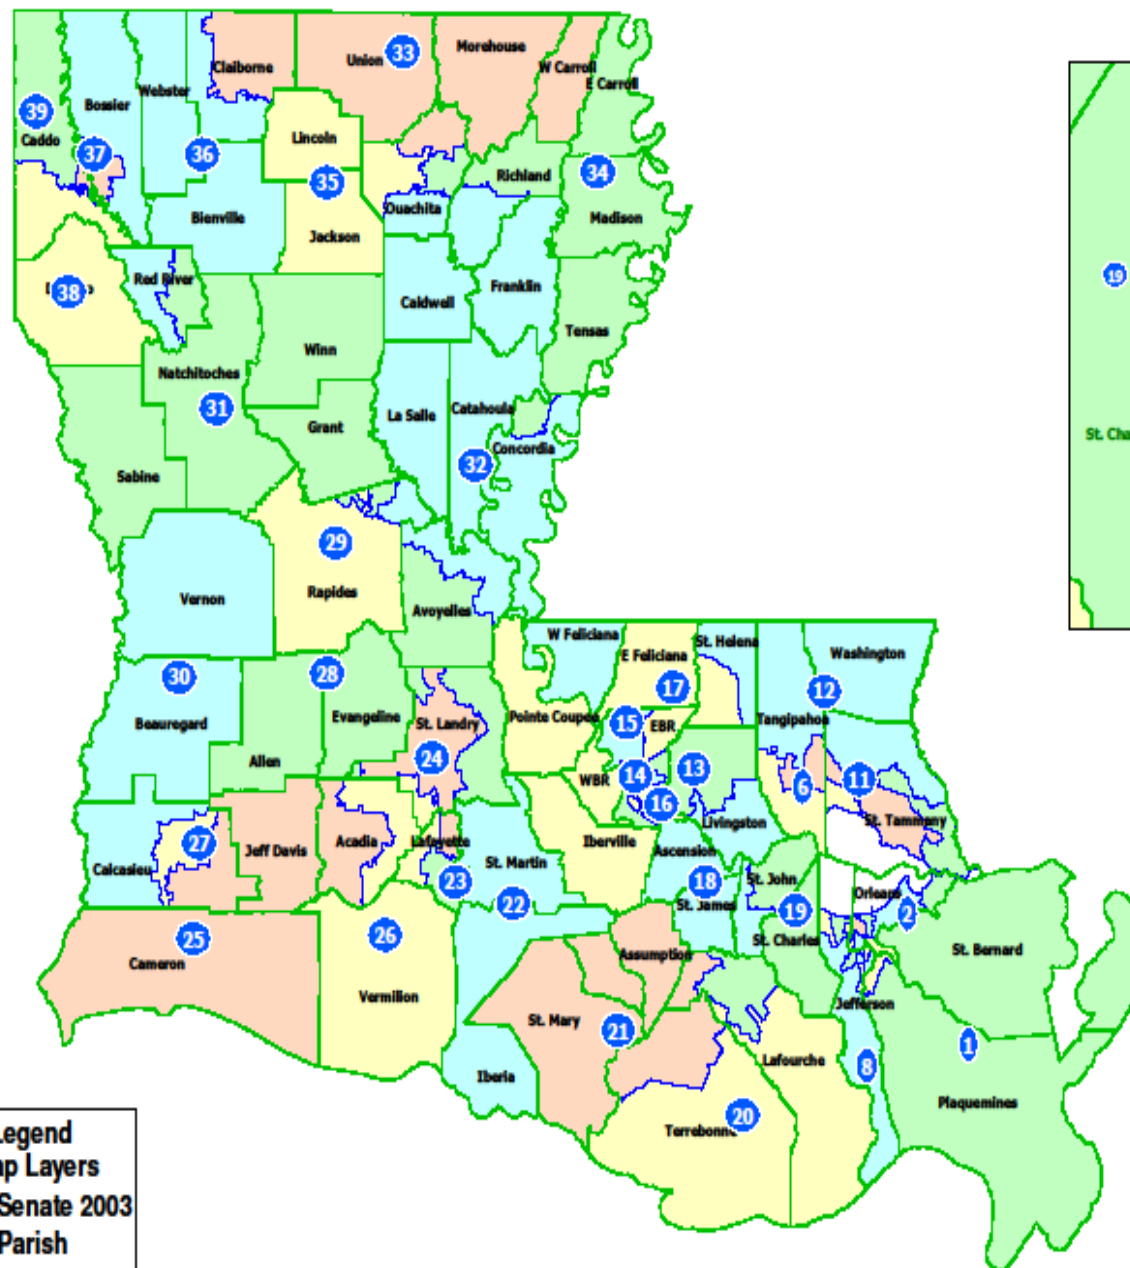 33
Union
Morehouse
Claiborne
W Carroll
E Carroll
Webster
Bossier
39
Caddo
37
36
Lincoln
35
Richland
34
Ouachita
Bienville
Jackson
Madison
19
Red River
38
Caldwell
Franklin
Tensas
Winn
Natchitoches
31
La Salle
Catahoula
Grant
Concordia
St. Cha
32
Sabine
29
Rapides
Vernon
Avoyelles
W Feliciana
St. Helena
E Feliciana
Washington
30
28
17
12
Beauregard
Evangeline
St. Landry
Pointe Coupee
15
EBR
Tangipahoa
24
Allen
WBR
14
13
6
11
16
Livingston
St. Tammany
27
Acadia
Lafayette
Iberville
Jeff Davis
Ascension
St. Martin
Calcasieu
23
18
St. John
Orleans
22
St. James
19
2
26
25
St. Charles
Cameron
Assumption
St. Bernard
Vermilion
Jefferson
St. Mary
21
1
Lafourche
8
Iberia
20
Terrebonne
Plaquemines
Legend
ap Layers
Senate 2003
Parish